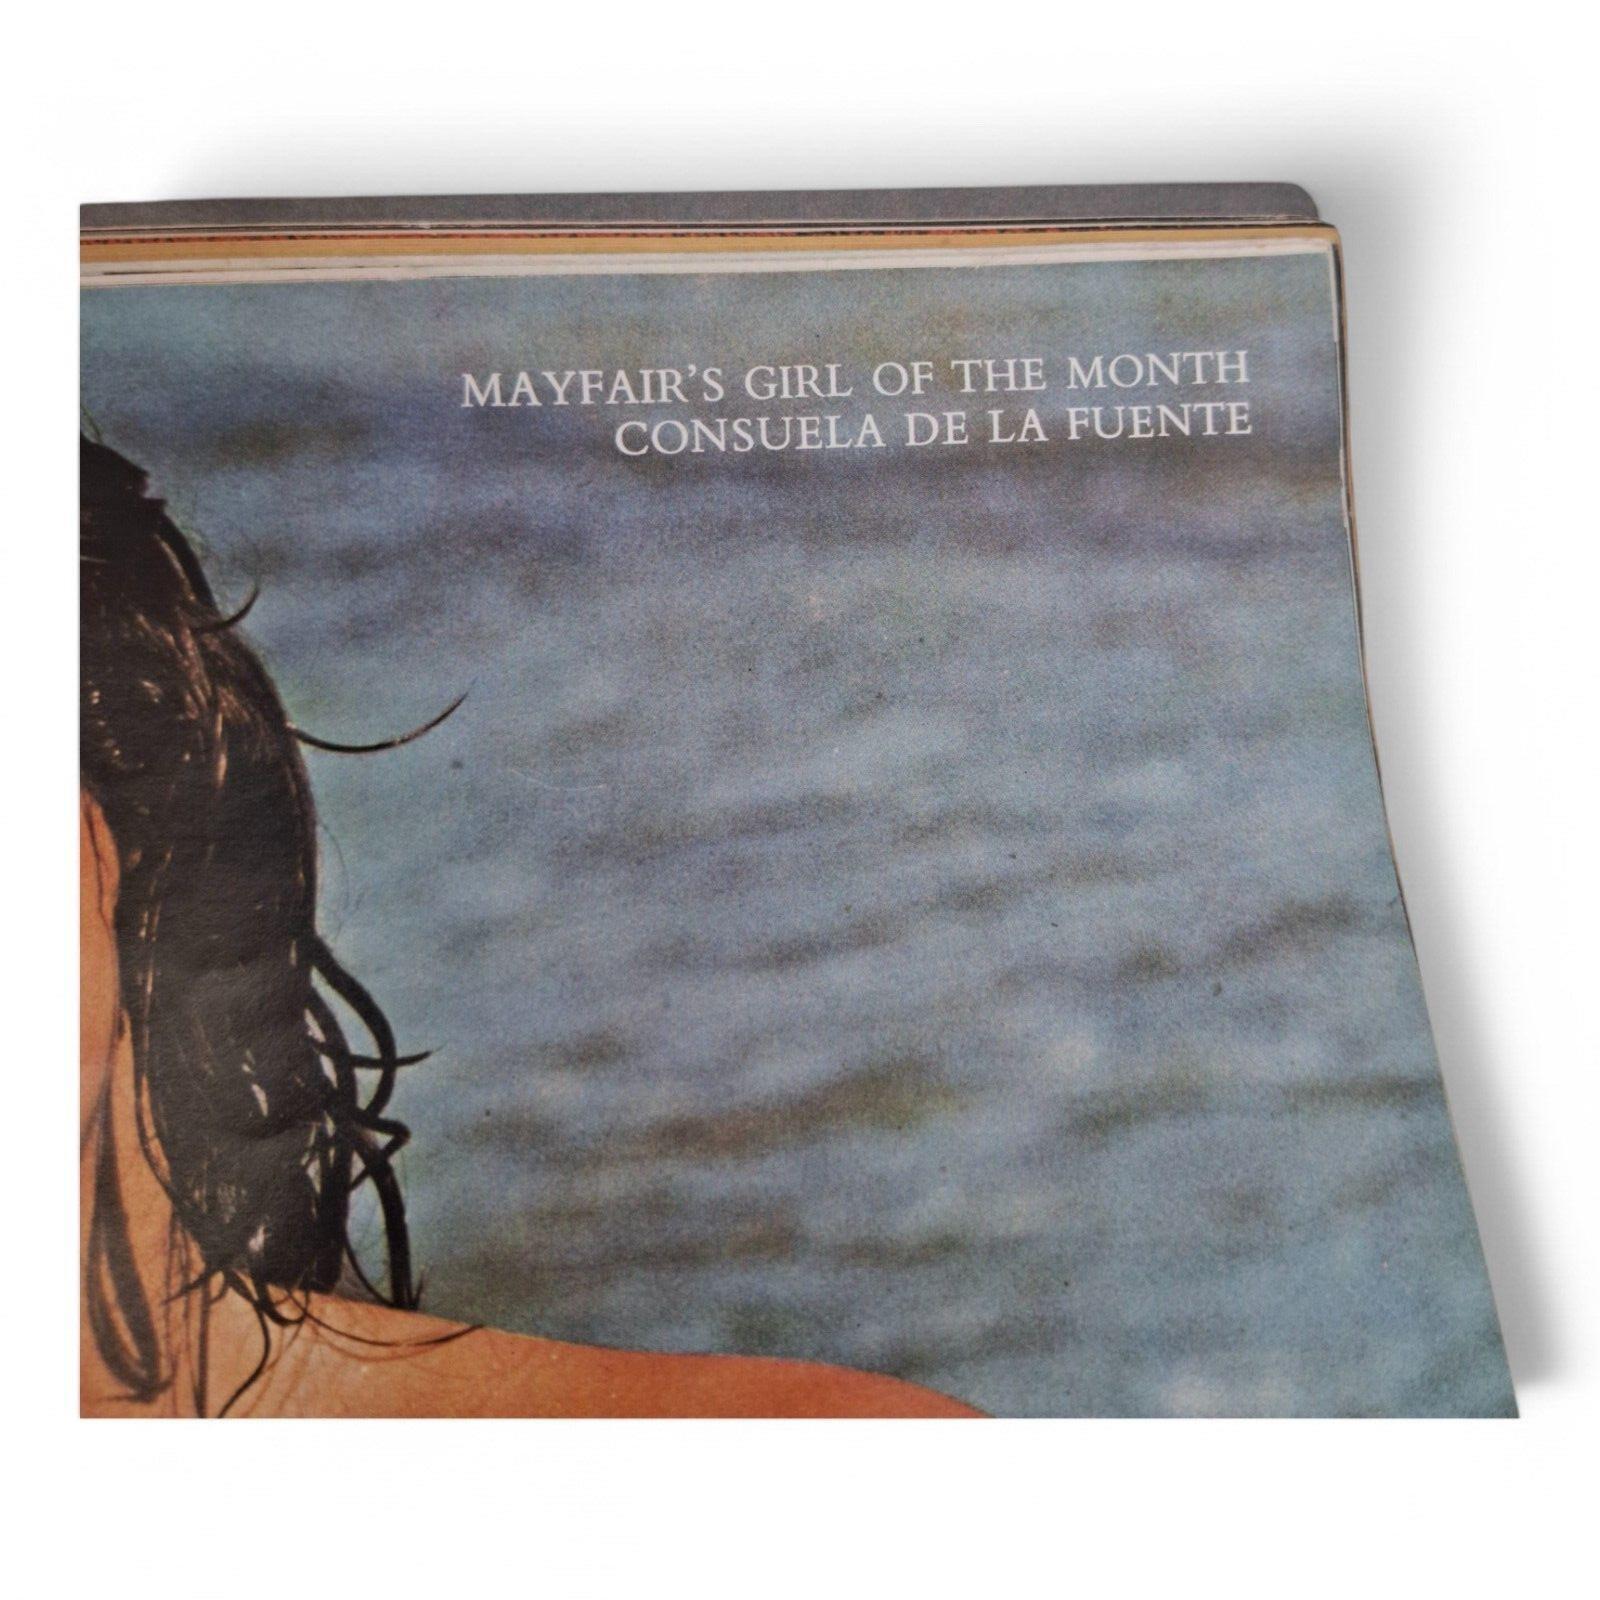 MAYFAIR'S GIRL OF THE MONTH
CONSUELA DE LA FUENTE